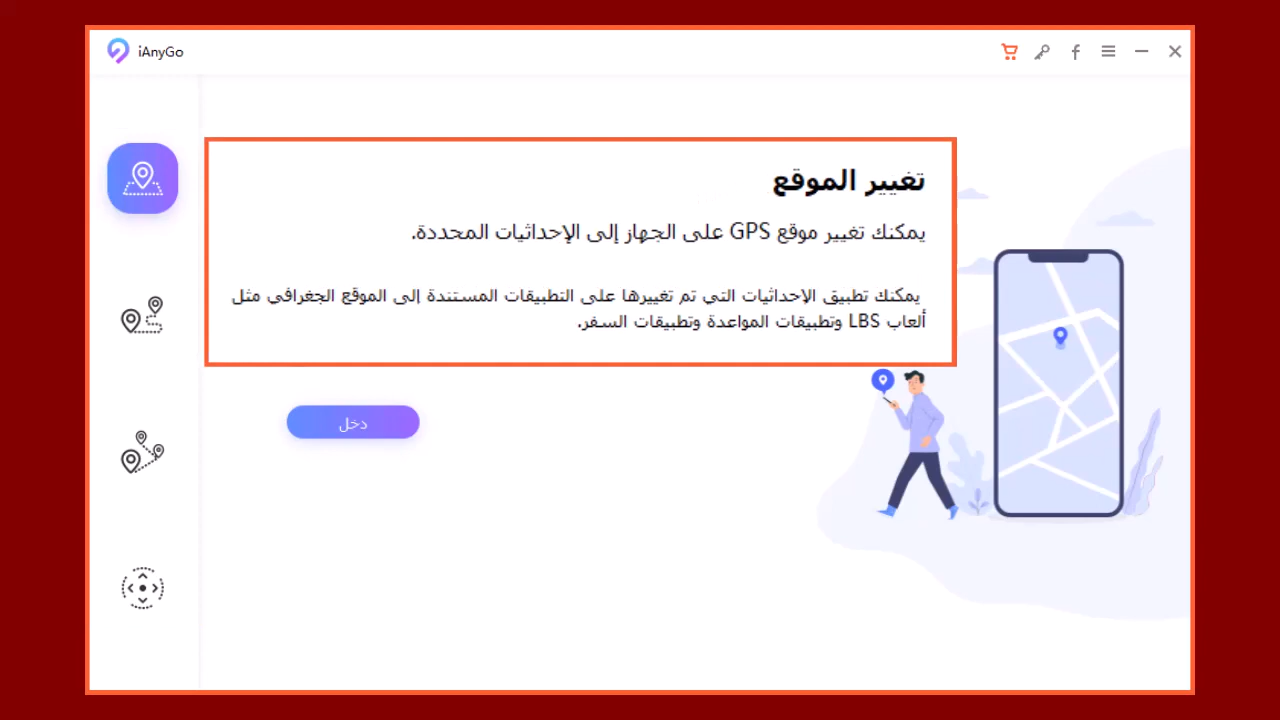 iAnyGo
تغيير الموقع
يمكنك تغيير موقع GPS على الجهاز إلى الإحداثيات المحددة.
يمكنك تطبيق الإحداثيات التي تم تغييرها على التطبيقات المستندة إلى الموقع الجغرافي مثل
ألعاب LBS وتطبيقات المواعدة وتطبيقات السفر.
دخل